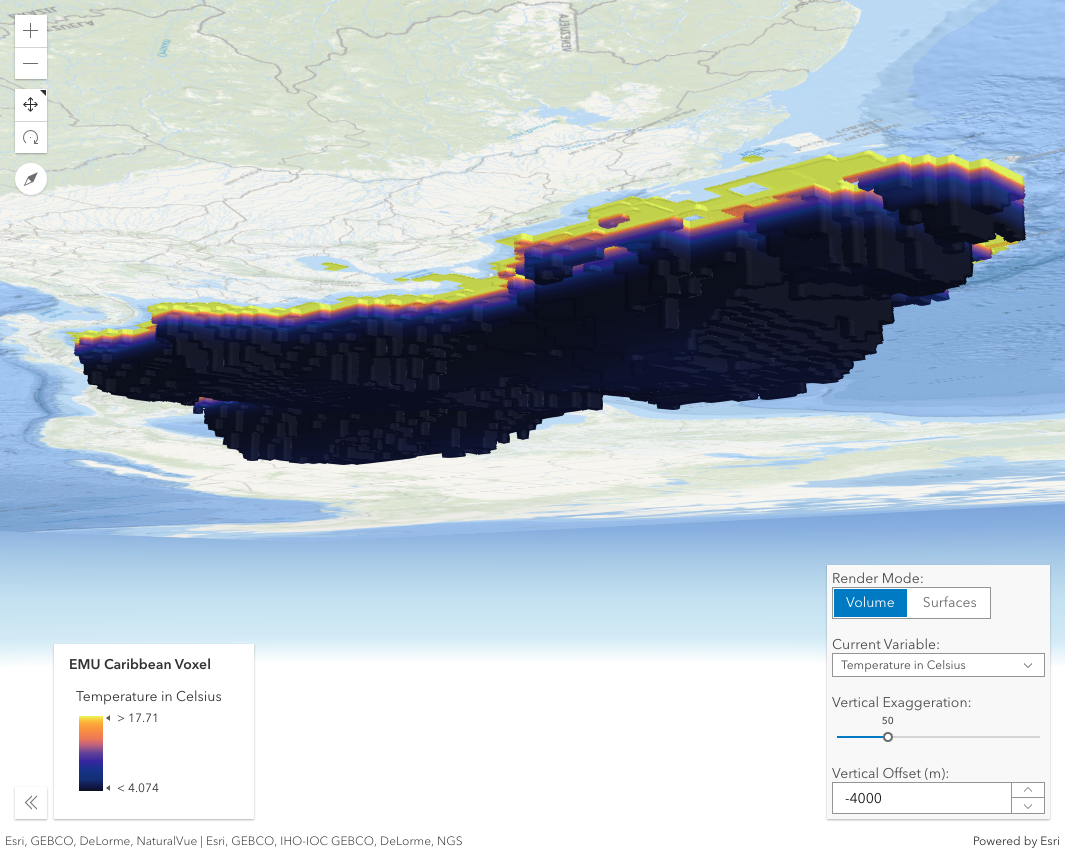 VENEZUELA
Render Mode:
Volume Surfaces
Current Variable:
Temperature in Celsius
Vertical Exaggeration:
50
Vertical Offset (m):
-4000
EMU Caribbean Voxel
Temperature in Celsius
> 17.71
< 4.074
Esri, GEBCO, DeLorme, NaturalVue | Esri, GEBCO, IHO-IOC GEBCO, DeLorme, NGS
Powered by Esri